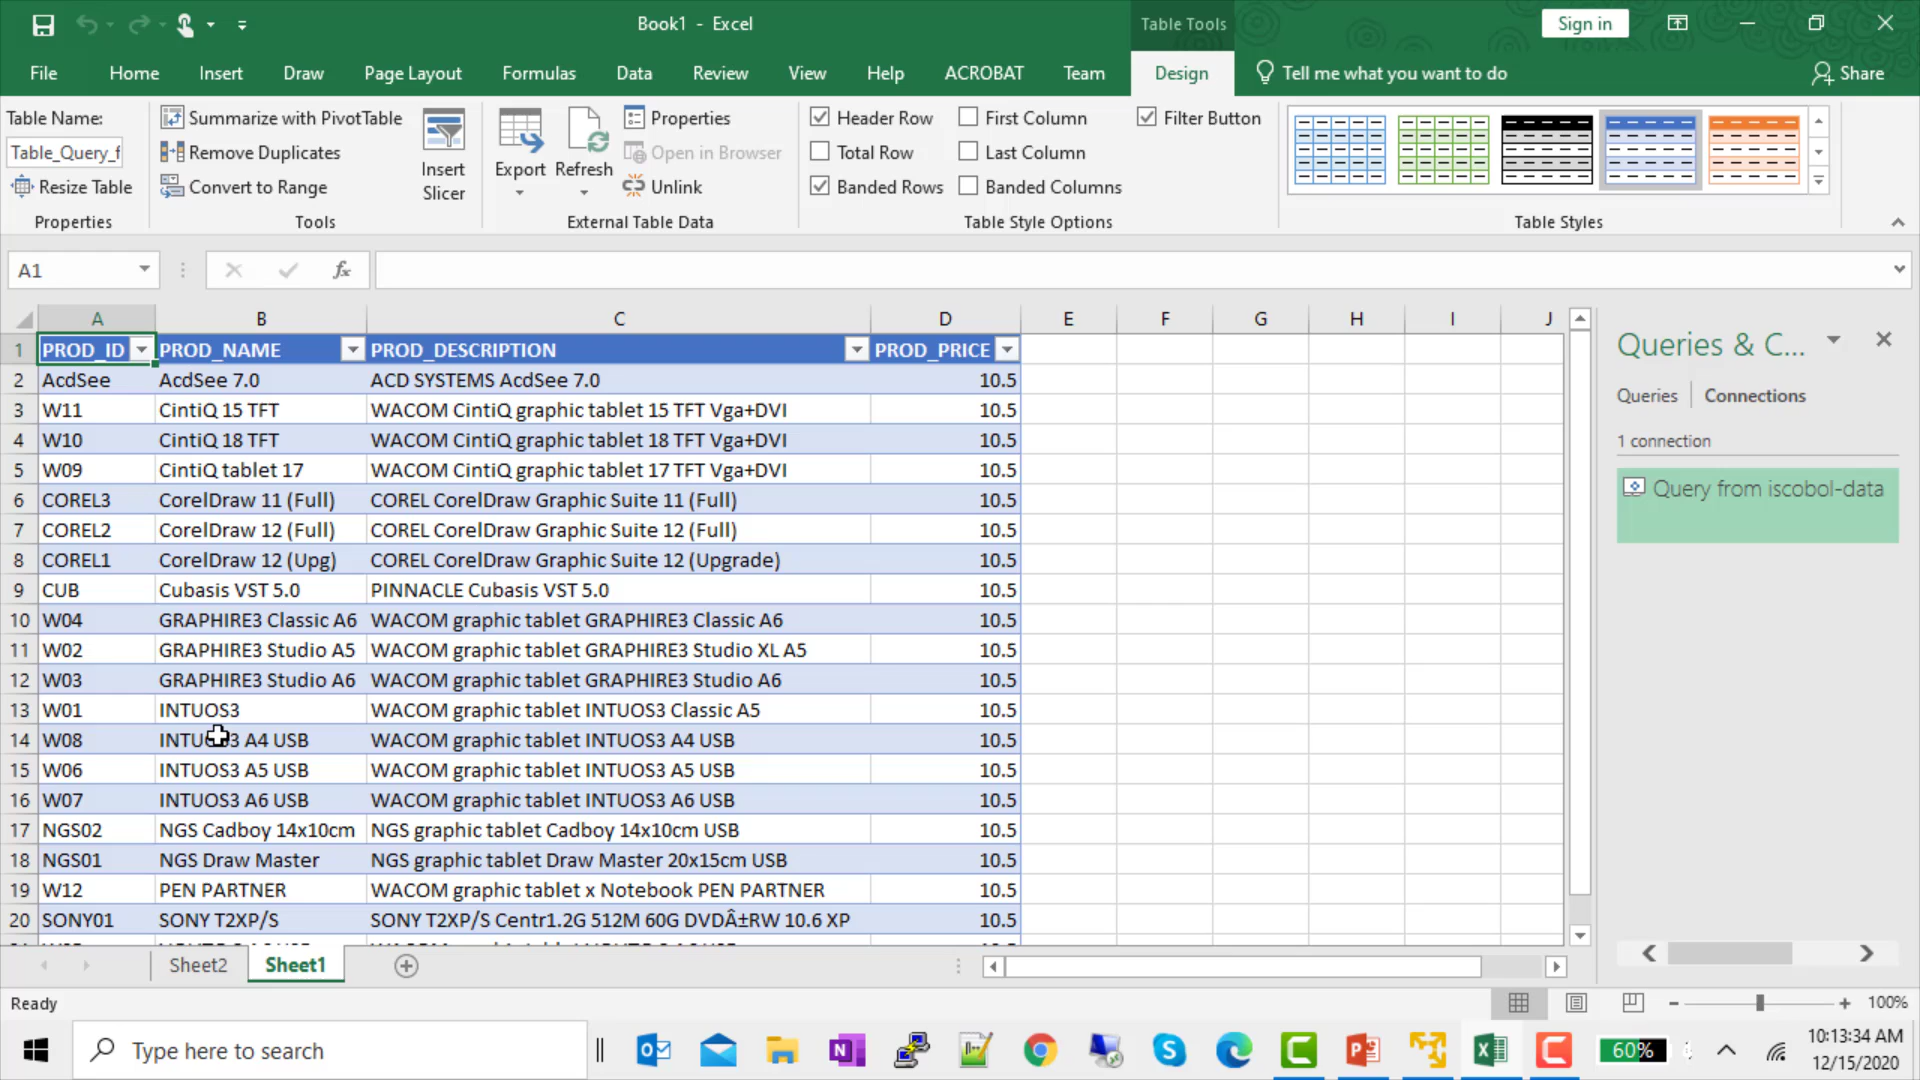 Book1 - Excel
Table Tools
Sign in
File Home Insert Draw Page Layout Formulas Data Review View Help ACROBAT Team Design Tell me what you want to do Share
Table Name:
Table_Query_f
Resize Table
Properties
Summarize with PivotTable
Remove Duplicates
Convert to Range
Tools
Insert
Slicer
Export
Refresh
Properties
Open in Browser
Unlink
External Table Data
Header Row
Total Row
Banded Rows
First Column
Last Column
Banded Columns
Filter Button
Table Style Options
Table Styles
A1
fx
A B C D E F G H I J
1 PROD_ID PROD_NAME PROD_DESCRIPTION PROD_PRICE
2 AcdSee AcdSee 7.0 ACD SYSTEMS AcdSee 7.0 10.5
3 W11 CintiQ 15 TFT WACOM CintiQ graphic tablet 15 TFT Vga+DVI 10.5
4 W10 CintiQ 18 TFT WACOM CintiQ graphic tablet 18 TFT Vga+DVI 10.5
5 W09 CintiQ tablet 17 WACOM CintiQ graphic tablet 17 TFT Vga+DVI 10.5
6 COREL3 CorelDraw 11 (Full) COREL CorelDraw Graphic Suite 11 (Full) 10.5
7 COREL2 CorelDraw 12 (Full) COREL CorelDraw Graphic Suite 12 (Full) 10.5
8 COREL1 CorelDraw 12 (Upg) COREL CorelDraw Graphic Suite 12 (Upgrade) 10.5
9 CUB Cubasis VST 5.0 PINNACLE Cubasis VST 5.0 10.5
10 W04 GRAPHIRE3 Classic A6 WACOM graphic tablet GRAPHIRE3 Classic A6 10.5
11 W02 GRAPHIRE3 Studio A5 WACOM graphic tablet GRAPHIRE3 Studio XL A5 10.5
12 W03 GRAPHIRE3 Studio A6 WACOM graphic tablet GRAPHIRE3 Studio A6 10.5
13 W01 INTUOS3 WACOM graphic tablet INTUOS3 Classic A5 10.5
14 W08 INTUOS3 A4 USB WACOM graphic tablet INTUOS3 A4 USB 10.5
15 W06 INTUOS3 A5 USB WACOM graphic tablet INTUOS3 A5 USB 10.5
16 W07 INTUOS3 A6 USB WACOM graphic tablet INTUOS3 A6 USB 10.5
17 NGS02 NGS Cadboy 14x10cm NGS graphic tablet Cadboy 14x10cm USB 10.5
18 NGS01 NGS Draw Master NGS graphic tablet Draw Master 20x15cm USB 10.5
19 W12 PEN PARTNER WACOM graphic tablet x Notebook PEN PARTNER 10.5
20 SONY01 SONY T2XP/S SONY T2XP/S Centr1.2G 512M 60G DVDÂ±RW 10.6 XP 10.5
Queries & C...
Queries Connections
1 connection
Query from iscobol-data
Sheet2 Sheet1
Ready
100%
Type here to search
60%
10:13:34 AM
12/15/2020